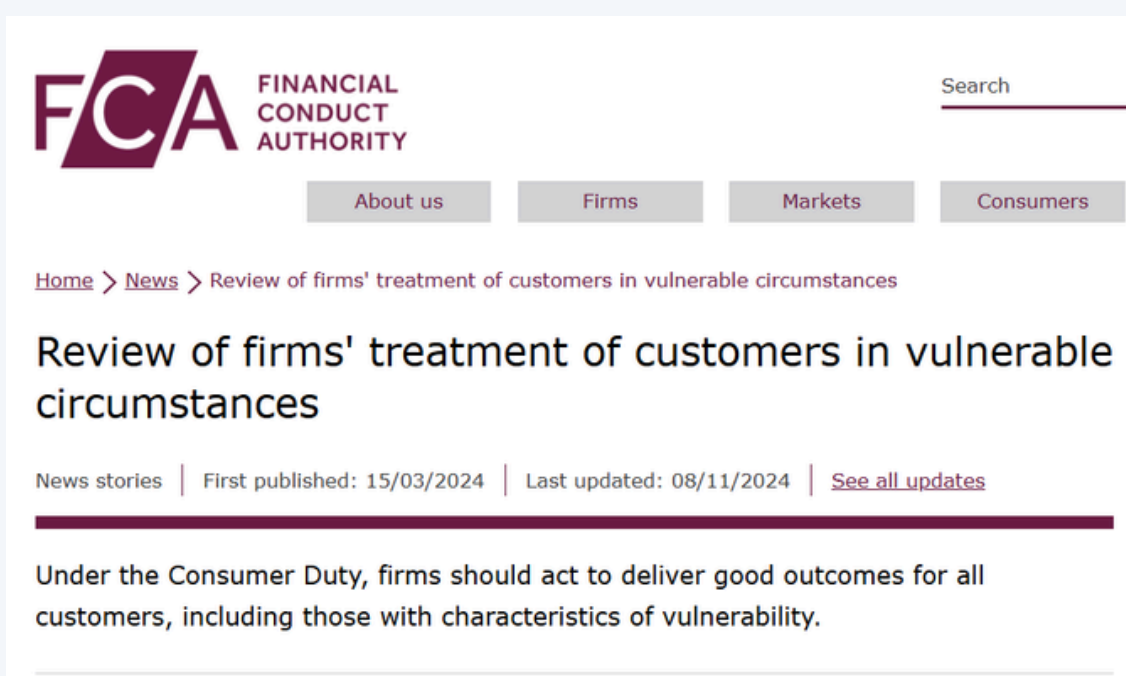 FCA
FINANCIAL
CONDUCT
AUTHORITY
Search
About us
Firms
Markets
Consumers
Home > News > Review of firms' treatment of customers in vulnerable circumstances
Review of firms' treatment of customers in vulnerable
circumstances
News stories | First published: 15/03/2024 | Last updated: 08/11/2024 | See all updates
Under the Consumer Duty, firms should act to deliver good outcomes for all
customers, including those with characteristics of vulnerability.